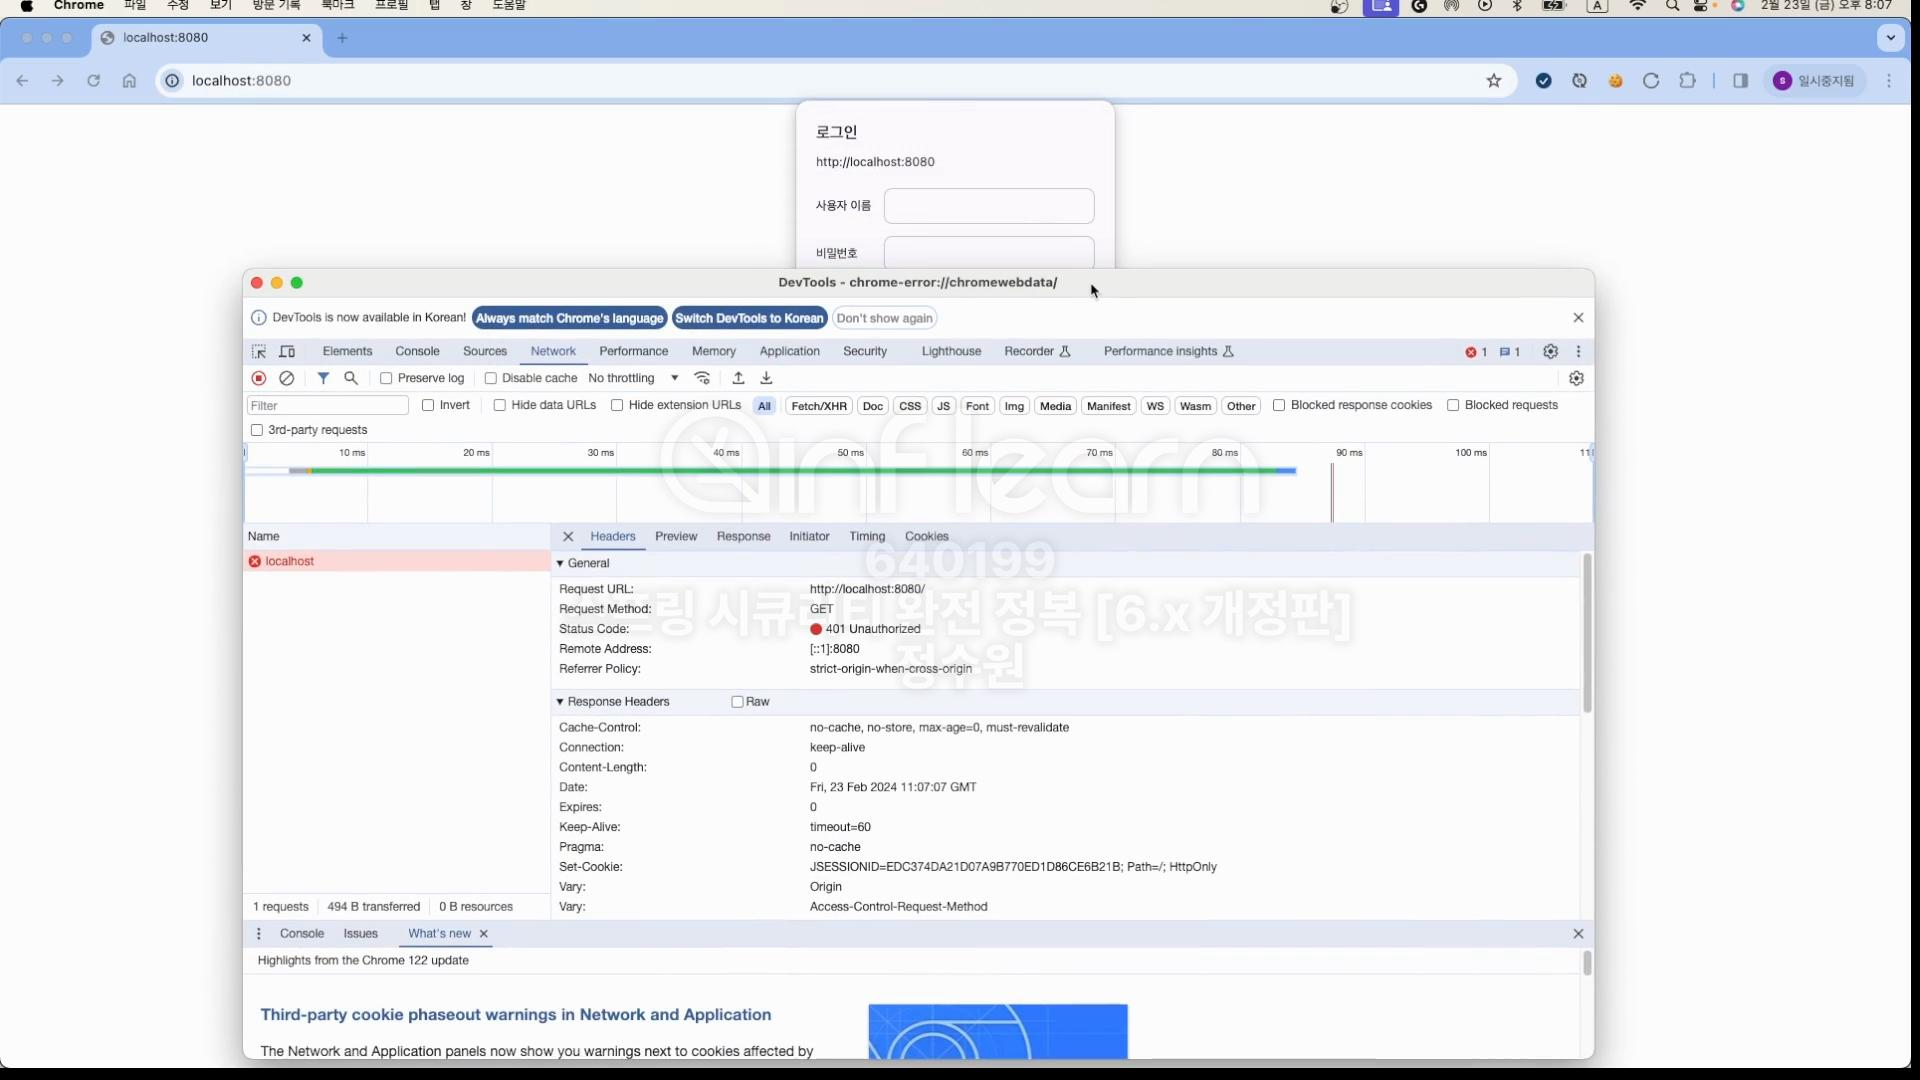 Chrome 파일 수정 보기 방문 기록 북마크 프로필 탭 창 도움말 A 2월 23일 (금) 오후 8:07
localhost:8080
localhost:8080 S 일시중지됨
로그인
http://localhost:8080
사용자 이름
비밀번호
DevTools - chrome-error://chromewebdata/
DevTools is now available in Korean! Always match Chrome's language Switch DevTools to Korean Don't show again
Elements Console Sources Network Performance Memory Application Security Lighthouse Recorder Performance insights 1 1
Preserve log Disable cache No throttling
Filter Invert Hide data URLs Hide extension URLs All Fetch/XHR Doc CSS JS Font Img Media Manifest WS Wasm Other Blocked response cookies Blocked requests
3rd-party requests
10 ms 20 ms 30 ms 40 ms 50 ms 60 ms 70 ms 80 ms 90 ms 100 ms 11
inflearn
Name Headers Preview Response Initiator Timing Cookies
640199
localhost
General
Request URL: http://localhost:8080/
Request Method: GET
스프링 시큐리티 완전 정복 [6.x 개정판]
Status Code: 401 Unauthorized
Remote Address: [::1]:8080
정수원
Referrer Policy: strict-origin-when-cross-origin
Response Headers Raw
Cache-Control: no-cache, no-store, max-age=0, must-revalidate
Connection: keep-alive
Content-Length: 0
Date: Fri, 23 Feb 2024 11:07:07 GMT
Expires: 0
Keep-Alive: timeout=60
Pragma: no-cache
Set-Cookie: JSESSIONID=EDC374DA21D07A9B770ED1D86CE6B21B; Path=/; HttpOnly
Vary: Origin
Vary: Access-Control-Request-Method
1 requests 494 B transferred 0 B resources
Console Issues What's new
Highlights from the Chrome 122 update
Third-party cookie phaseout warnings in Network and Application
The Network and Application panels now show you warnings next to cookies affected by